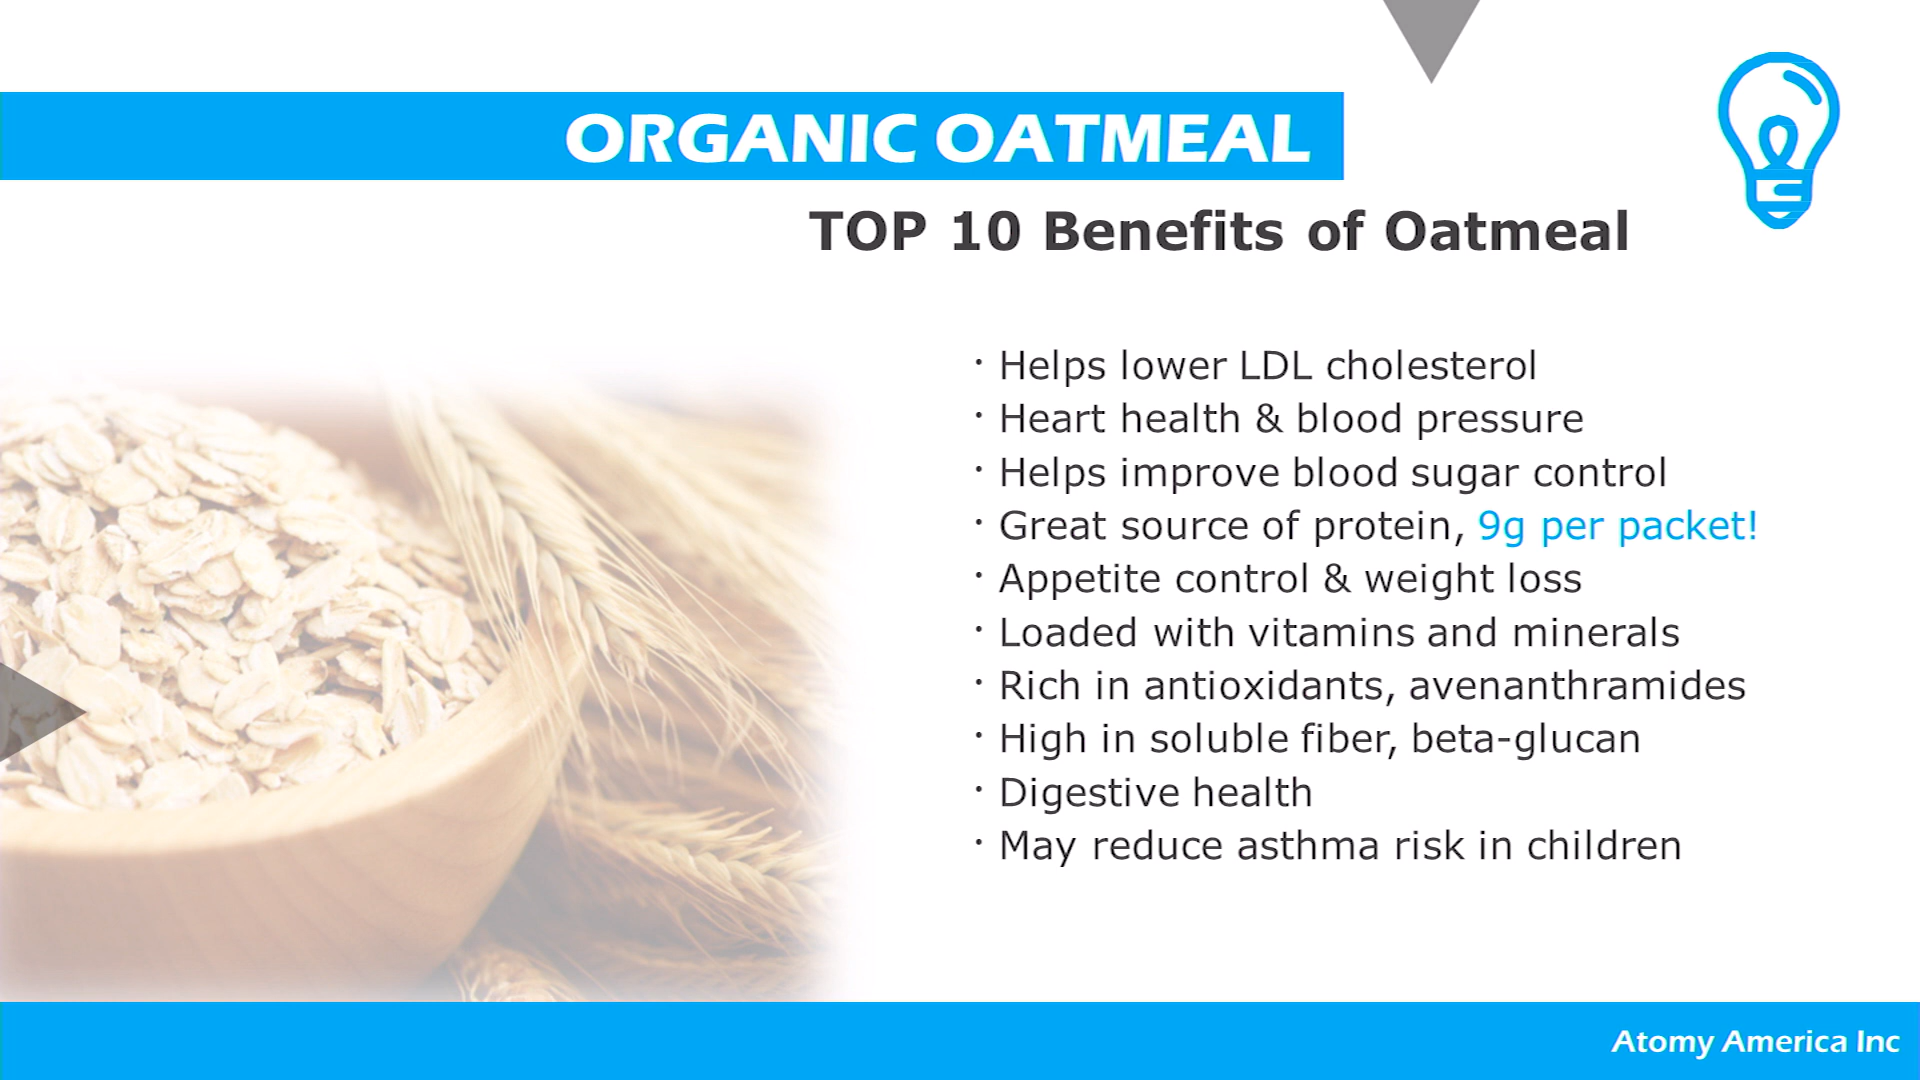 ORGANIC OATMEAL
TOP 10 Benefits of Oatmeal
· Helps lower LDL cholesterol
· Heart health & blood pressure
· Helps improve blood sugar control
· Great source of protein, 9g per packet!
· Appetite control & weight loss
· Loaded with vitamins and minerals
· Rich in antioxidants, avenanthramides
· High in soluble fiber, beta-glucan
· Digestive health
· May reduce asthma risk in children
Atomy America Inc